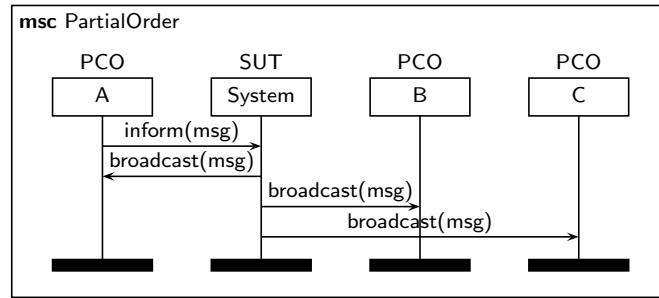 msc PartialOrder
PCO SUT PCO PCO
A System B C
inform(msg)
broadcast(msg)
broadcast(msg)
broadcast(msg)